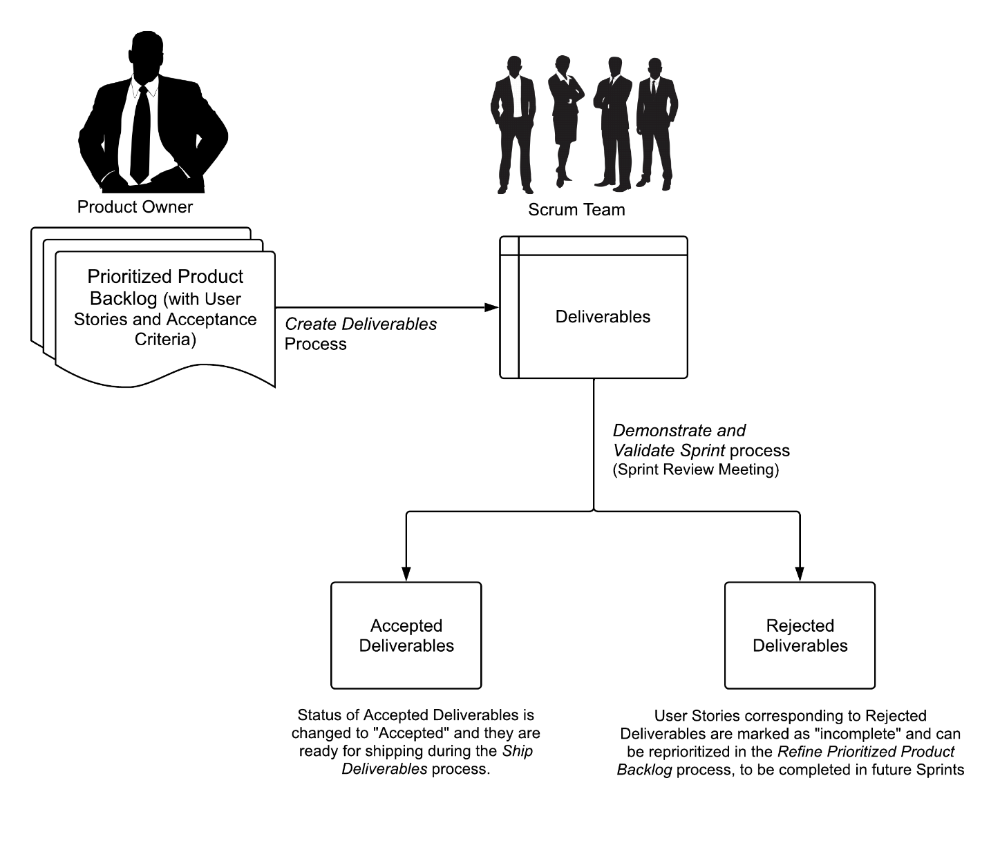 Product Owner
Scrum Team
Prioritized Product
Backlog (with User
Stories and Acceptance
Criteria)
Create Deliverables
Process
Deliverables
Demonstrate and
Validate Sprint process
(Sprint Review Meeting)
Accepted
Deliverables
Rejected
Deliverables
Status of Accepted Deliverables is
changed to "Accepted" and they are
ready for shipping during the Ship
Deliverables process.
User Stories corresponding to Rejected
Deliverables are marked as "incomplete" and can
be reprioritized in the Refine Prioritized Product
Backlog process, to be completed in future Sprints